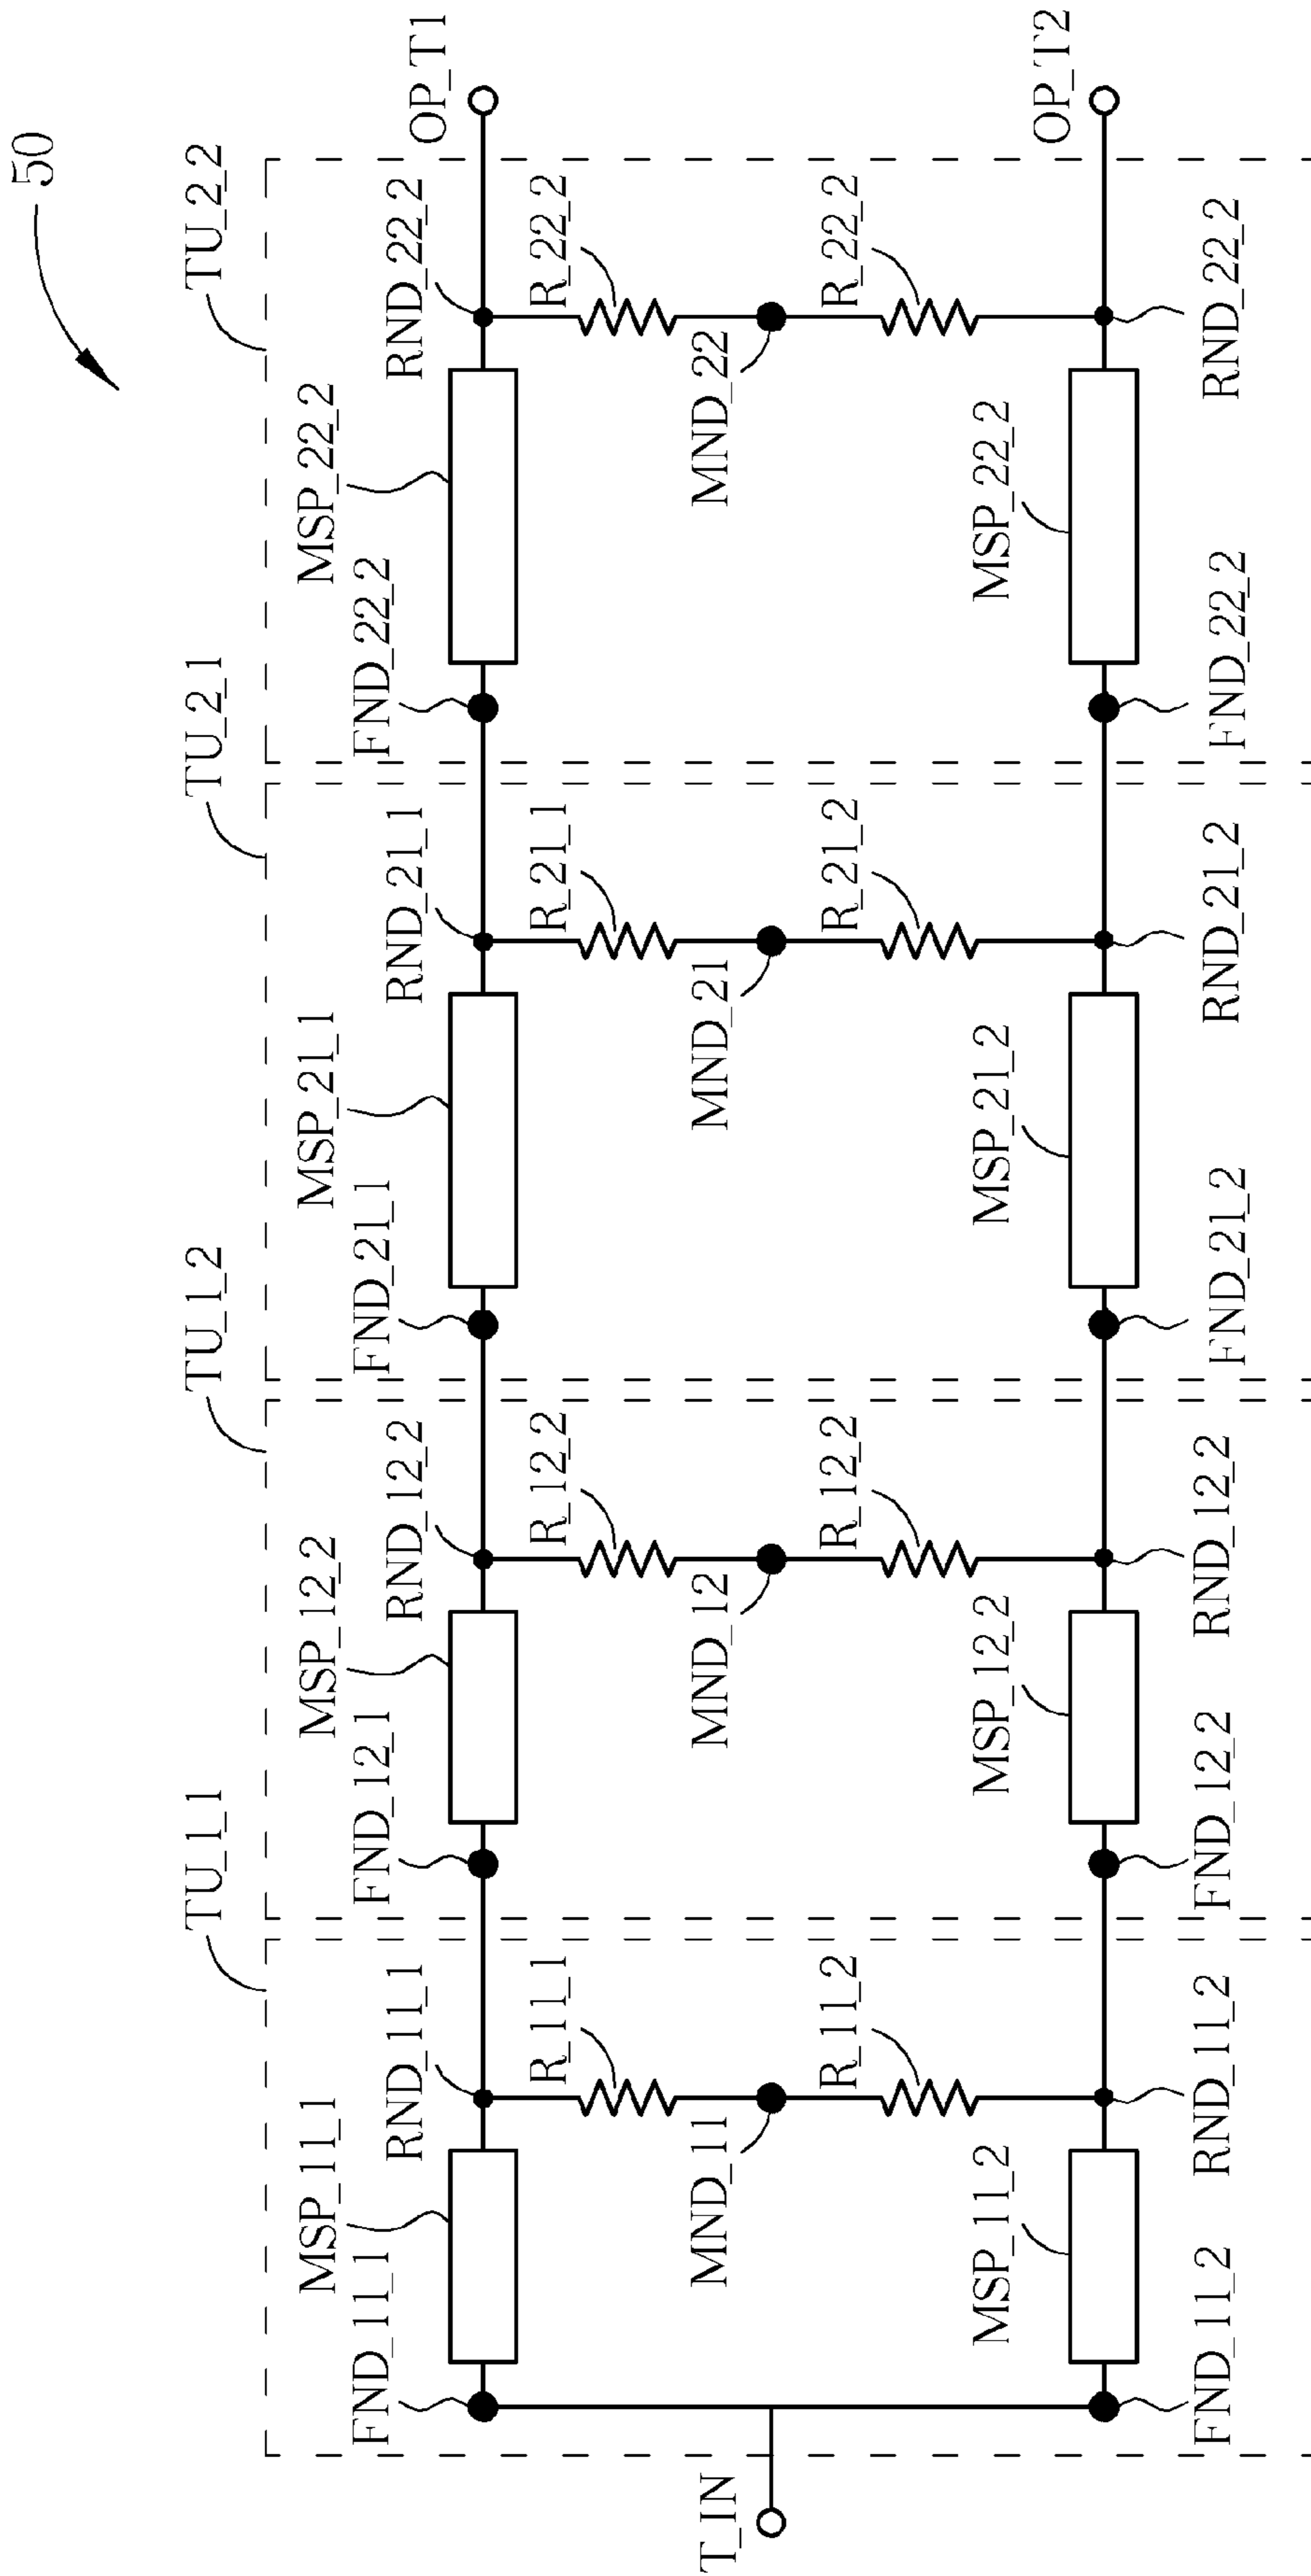 50
TU_1_1
TU_1_2
TU_2_1
TU_2_2
MSP_11_1
MSP_12_2
MSP_21_1
MSP_22_2
FND_11_1
RND_11_1
FND_12_1
RND_12_2
FND_21_1
RND_21_1
FND_22_2
RND_22_2
OP_T1
R_11_1
R_12_2
R_21_1
R_22_2
T_IN
MND_11
MND_12
MND_21
MND_22
R_11_2
R_12_2
R_21_2
R_22_2
MSP_11_2
MSP_12_2
MSP_21_2
MSP_22_2
OP_T2
FND_11_2
RND_11_2
FND_12_2
RND_12_2
FND_21_2
RND_21_2
FND_22_2
RND_22_2